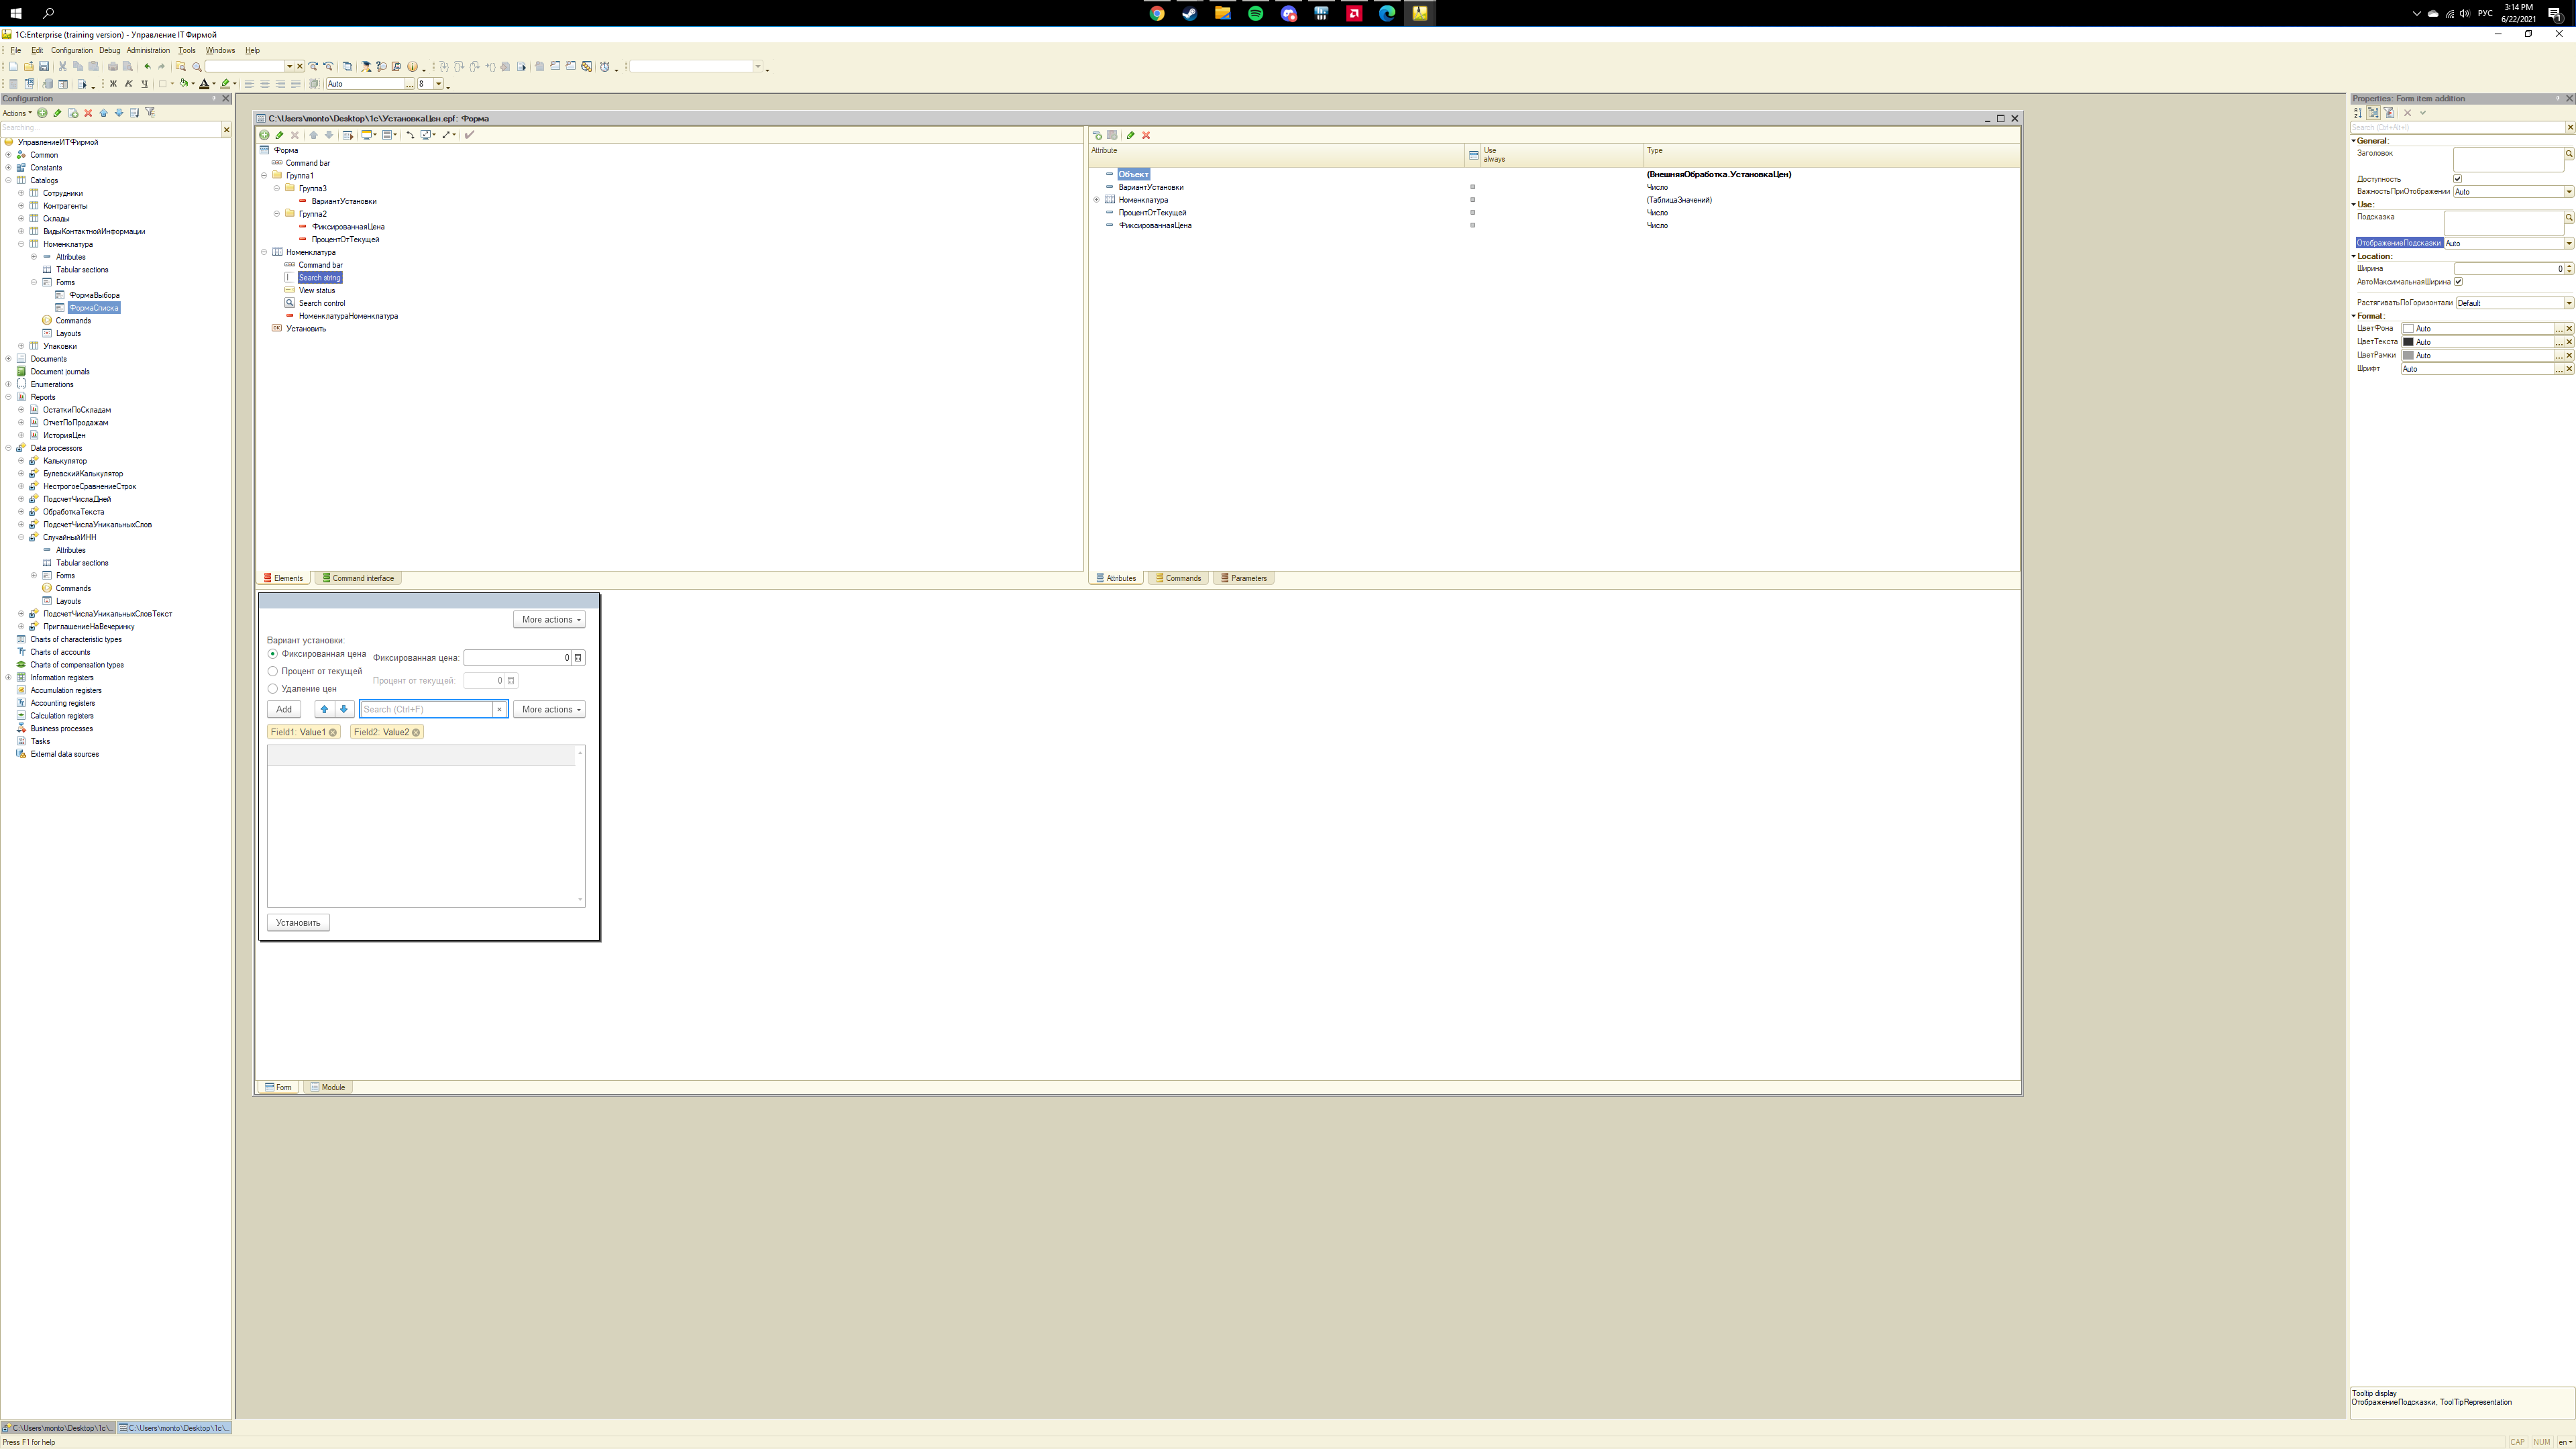 3:14 PM
РУС
6/22/2021
1C:Enterprise (training version) - Управление IT Фирмой
File Edit Configuration Debug Administration Tools Windows Help
Ж К Ч Auto 8
Configuration
Actions
Searching...
УправлениеИТФирмой
Common
Constants
Catalogs
Сотрудники
Контрагенты
Склады
ВидыКонтактнойИнформации
Номенклатура
Attributes
Tabular sections
Forms
ФормаВыбора
ФормаСписка
Commands
Layouts
Упаковки
Documents
Document journals
Enumerations
Reports
ОстаткиПоСкладам
ОтчетПоПродажам
ИсторияЦен
Data processors
Калькулятор
БулевскийКалькулятор
НестрогоеСравнениеСтрок
ПодсчетЧислаДней
ОбработкаТекста
ПодсчетЧислаУникальныхСлов
СлучайныйИНН
Attributes
Tabular sections
Forms
Commands
Layouts
ПодсчетЧислаУникальныхСловТекст
ПриглашениеНаВечеринку
Charts of characteristic types
Charts of accounts
Charts of compensation types
Information registers
Accumulation registers
Accounting registers
Calculation registers
Business processes
Tasks
External data sources
C:\Users\monto\Desktop\1c\УстановкаЦен.epf: Форма
Форма
Command bar
Группа1
Группа3
ВариантУстановки
Группа2
ФиксированнаяЦена
ПроцентОтТекущей
Номенклатура
Command bar
Search string
View status
Search control
НоменклатураНоменклатура
Установить
Elements Command interface
Attribute Use always Type
Объект (ВнешняяОбработка.УстановкаЦен)
ВариантУстановки Число
Номенклатура (ТаблицаЗначений)
ПроцентОтТекущей Число
ФиксированнаяЦена Число
Attributes Commands Parameters
More actions
Вариант установки:
Фиксированная цена Фиксированная цена: 0
Процент от текущей Процент от текущей: 0
Удаление цен
Add Search (Ctrl+F) × More actions
Field1: Value1 Field2: Value2
Установить
Form Module
Properties: Form item addition
Search (Ctrl+Alt+I)
General:
Заголовок
Доступность
ВажностьПриОтображении Auto
Use:
Подсказка
ОтображениеПодсказки Auto
Location:
Ширина 0
АвтоМаксимальнаяШирина
РастягиватьПоГоризонтали Default
Format:
ЦветФона Auto
ЦветТекста Auto
ЦветРамки Auto
Шрифт Auto
Tooltip display
ОтображениеПодсказки, ToolTipRepresentation
C:\Users\monto\Desktop\1c\... C:\Users\monto\Desktop\1c\...
Press F1 for help CAP NUM en